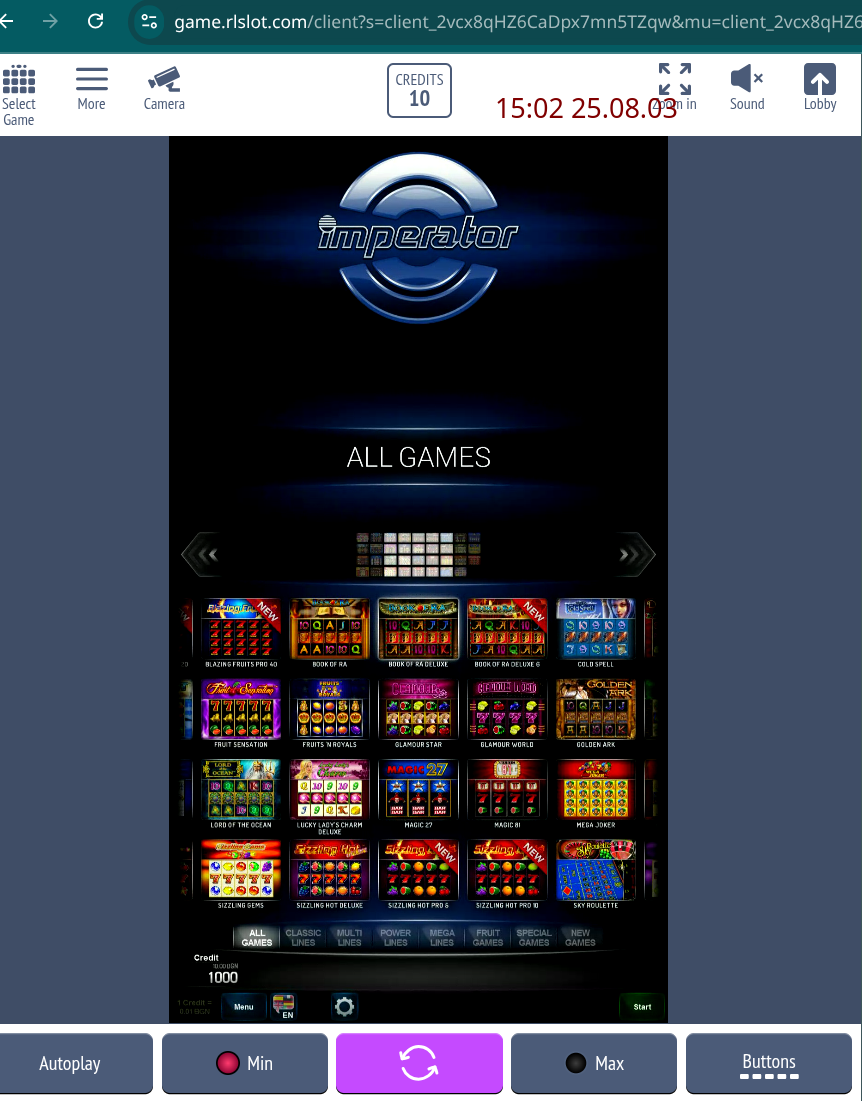 game.rlslot.com/client?s=client_2vcx8qHZ6CaDpx7mn5TZqw&mu=client_2vcx8qHZ6
Select
Game
More
Camera
CREDITS
10
15:02 25.08.03
Zoom in
Sound
Lobby
imperator
ALL GAMES
NEW
NEW
BLAZING FRUITS PRO 40
BOOK OF RA
BOOK OF RA DELUXE
BOOK OF RA DELUXE 6
COLD SPELL
FRUIT SENSATION
FRUITS 'N ROYALS
GLAMOUR STAR
GLAMOUR WORLD
GOLDEN ARK
LORD OF THE OCEAN
LUCKY LADY'S CHARM
DELUXE
MAGIC 27
MAGIC 81
MEGA JOKER
NEW
NEW
SIZZLING GEMS
SIZZLING HOT DELUXE
SIZZLING HOT PRO 5
SIZZLING HOT PRO 10
SKY ROULETTE
ALL
GAMES
CLASSIC
LINES
MULTI
LINES
POWER
LINES
MEGA
LINES
FRUIT
GAMES
SPECIAL
GAMES
NEW
GAMES
Credit
10.00 BGN
1000
1 Credit =
0.01 BGN
Menu
EN
Start
Autoplay
Min
Max
Buttons